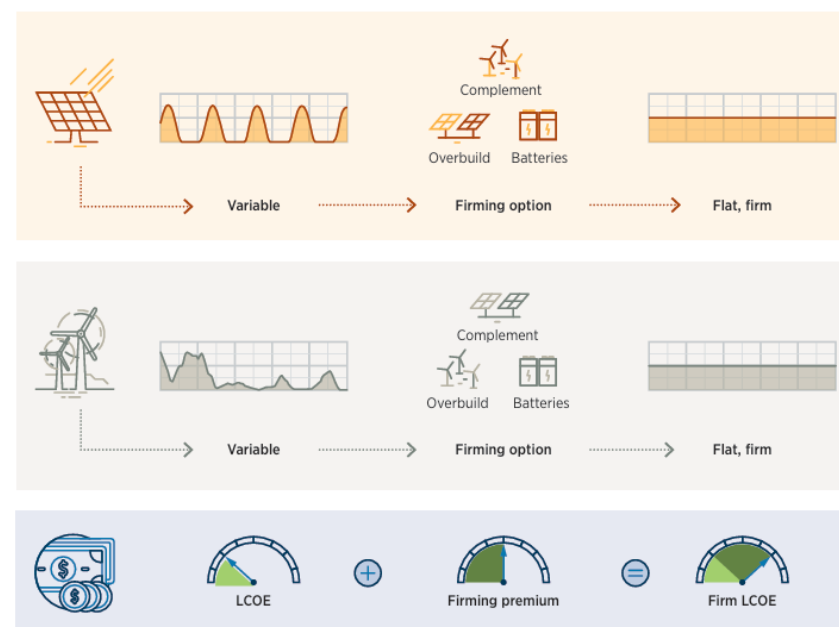 Complement
Overbuild Batteries
Variable Firming option Flat, firm
Complement
Overbuild Batteries
Variable Firming option Flat, firm
$ $ + =
LCOE Firming premium Firm LCOE